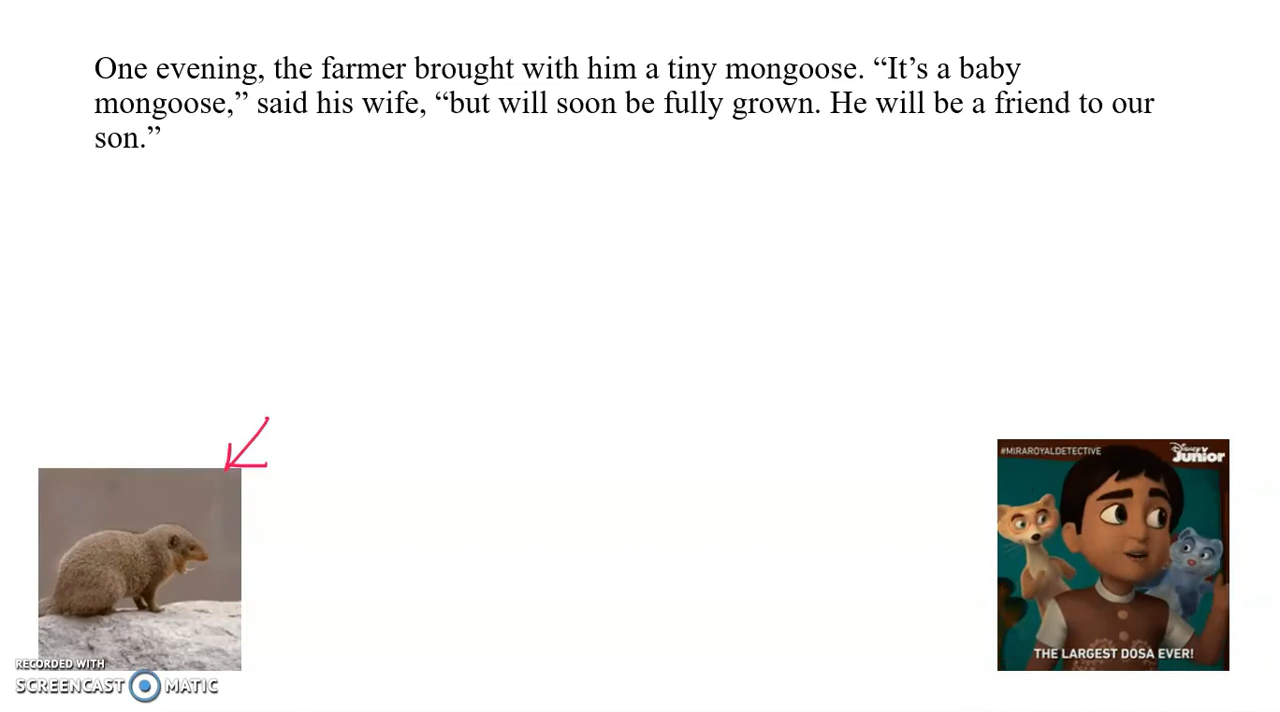 One evening, the farmer brought with him a tiny mongoose. “It’s a baby
mongoose,” said his wife, “but will soon be fully grown. He will be a friend to our
son.”
#MIRAROYALDETECTIVE
Disney
Junior
THE LARGEST DOSA EVER!
RECORDED WITH
SCREENCAST MATIC